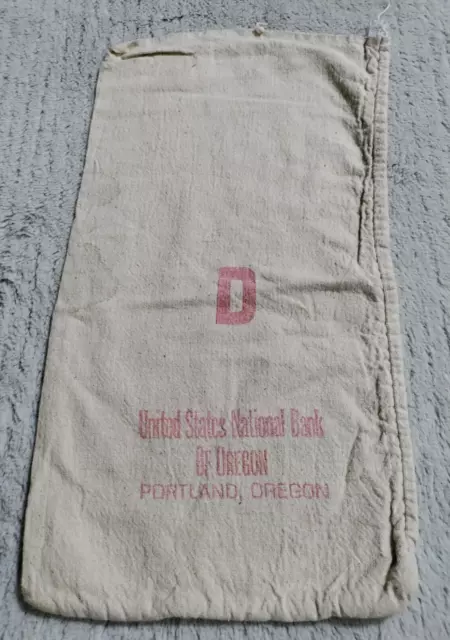 D
United States National Bank
OF OREGON
PORTLAND, OREGON